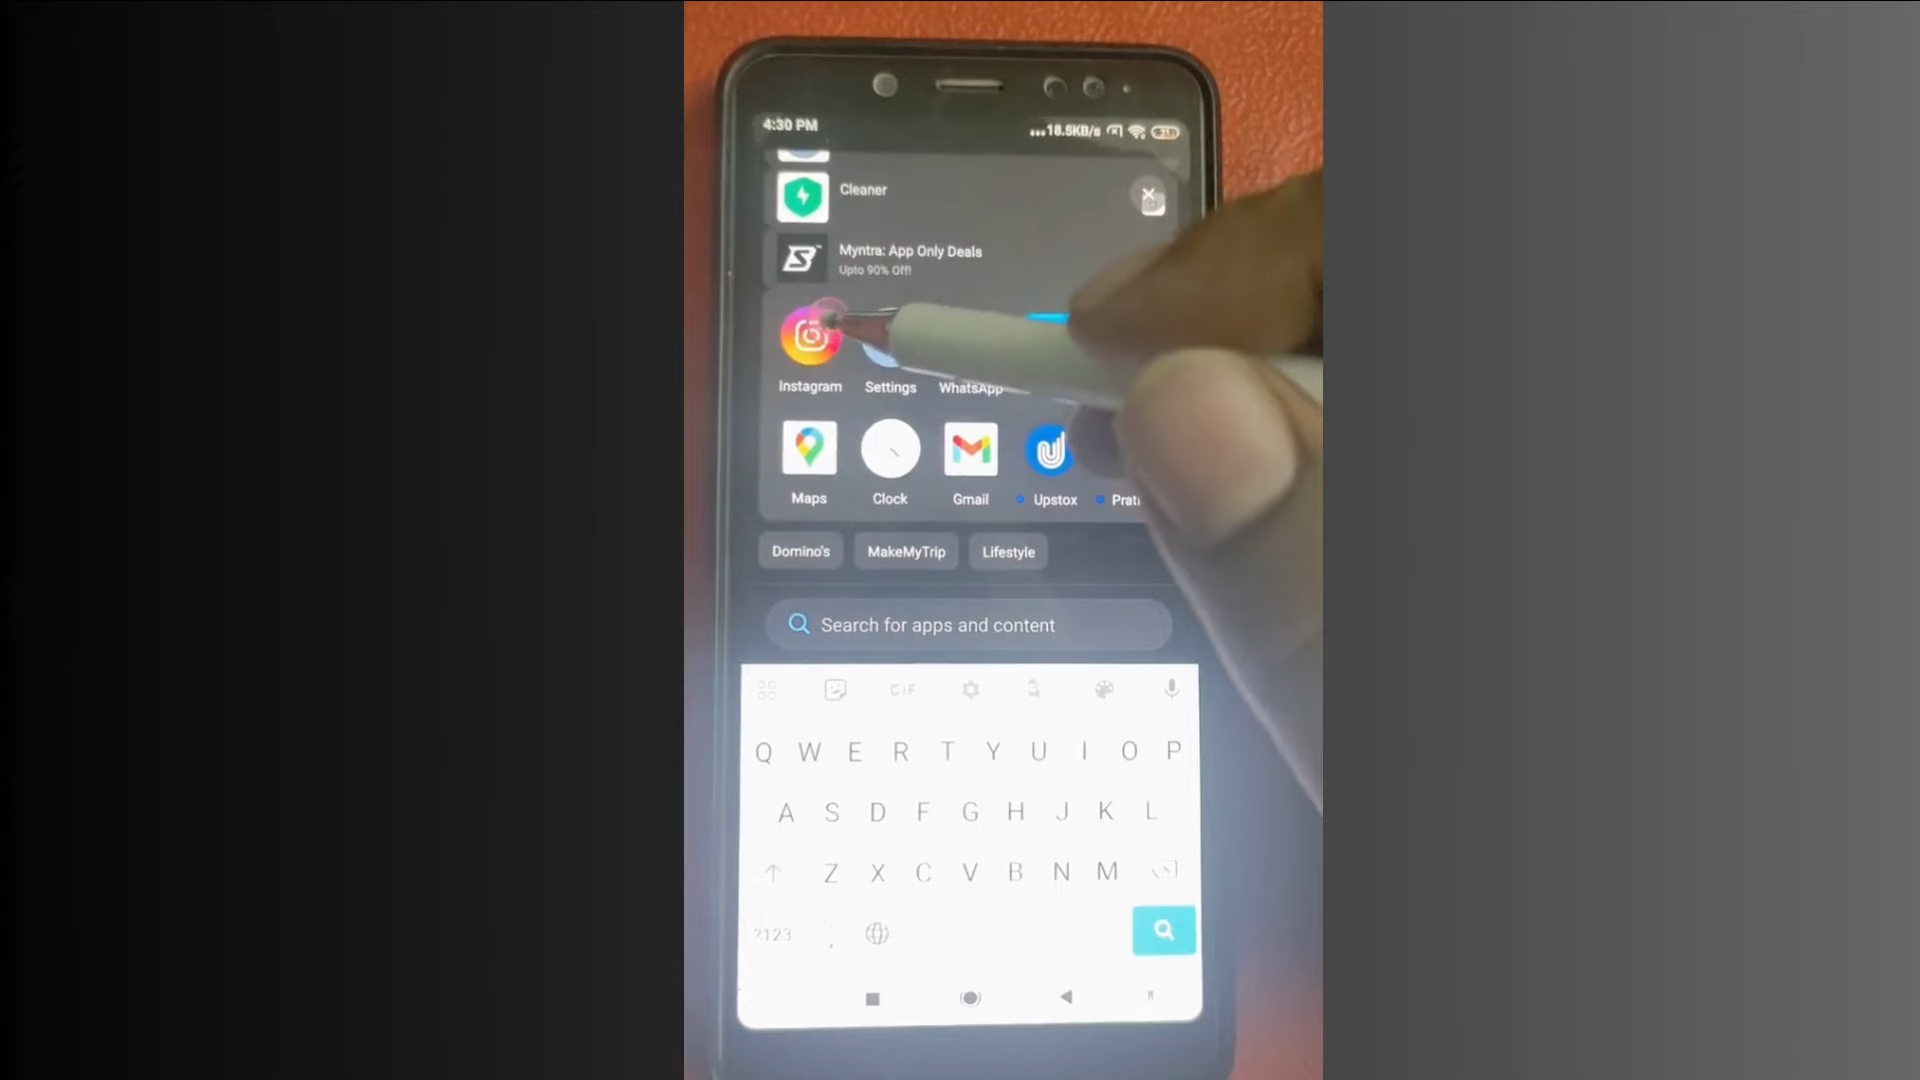 4:30 PM
...18.5KB/s
21
Cleaner
Myntra: App Only Deals
Upto 90% Off!
Instagram Settings WhatsApp
Maps Clock Gmail Upstox
Domino's MakeMyTrip Lifestyle
Search for apps and content
GIF
Q W E R T Y U I O P
A S D F G H J K L
Z X C V B N M
?123 ,